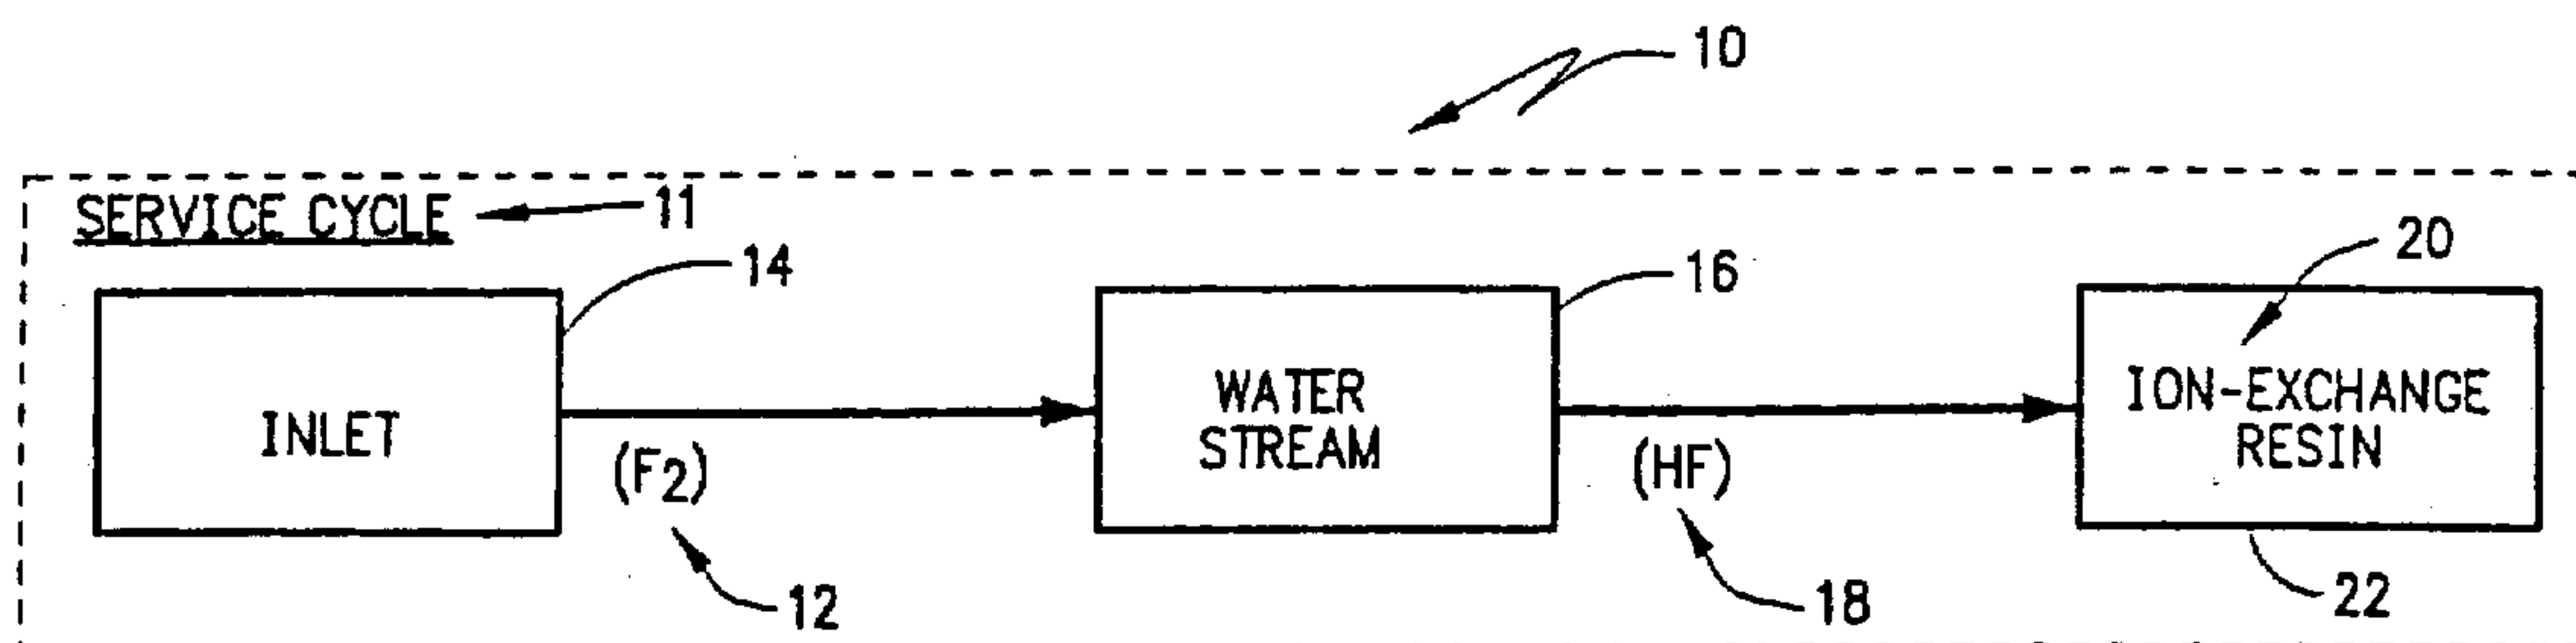 10
SERVICE CYCLE
11
14
16
20
INLET
WATER
STREAM
ION-EXCHANGE
RESIN
(F2)
(HF)
12
18
22